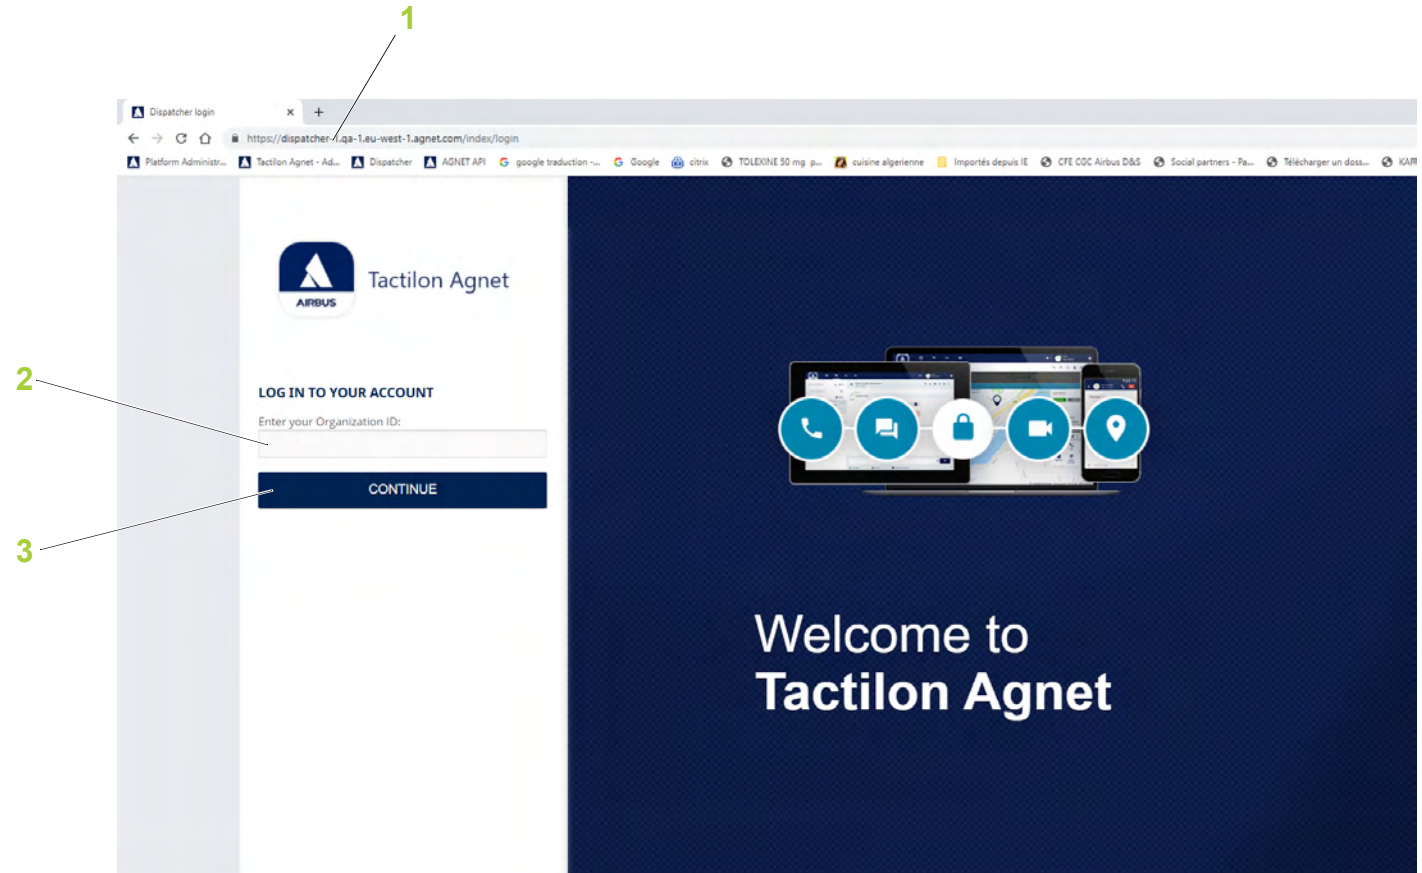 1
Dispatcher login
https://dispatcher-1.qa-1.eu-west-1.agnet.com/index/login
Platform Administr... Tactilon Agnet - Ad... Dispatcher AGNET API google traduction -... Google citrix TOLEXINE 50 mg p... cuisine algerienne Importés depuis IE CFE CGC Airbus D&S Social partners - Pa... Télécharger un doss...
AIRBUS
Tactilon Agnet
2
LOG IN TO YOUR ACCOUNT
Enter your Organization ID:
CONTINUE
3
Welcome to
Tactilon Agnet